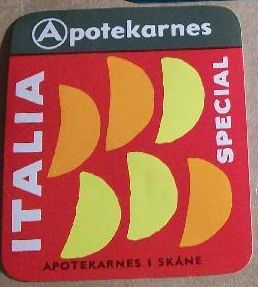 Apotekarnes
ITALIA
SPECIAL
APOTEKARNES I SKÅNE